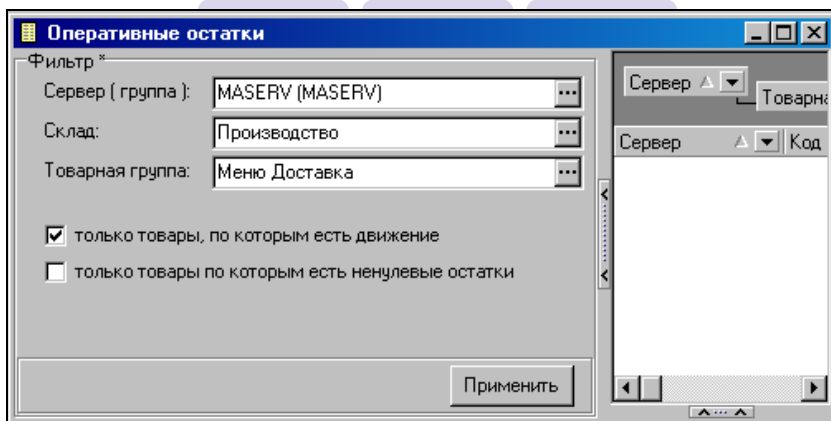 Оперативные остатки
Фильтр *
Сервер ( группа ): MASERV (MASERV) ...
Склад: Производство ...
Товарная группа: Меню Доставка ...
только товары, по которым есть движение
только товары по которым есть ненулевые остатки
Применить
Сервер
Сервер Код